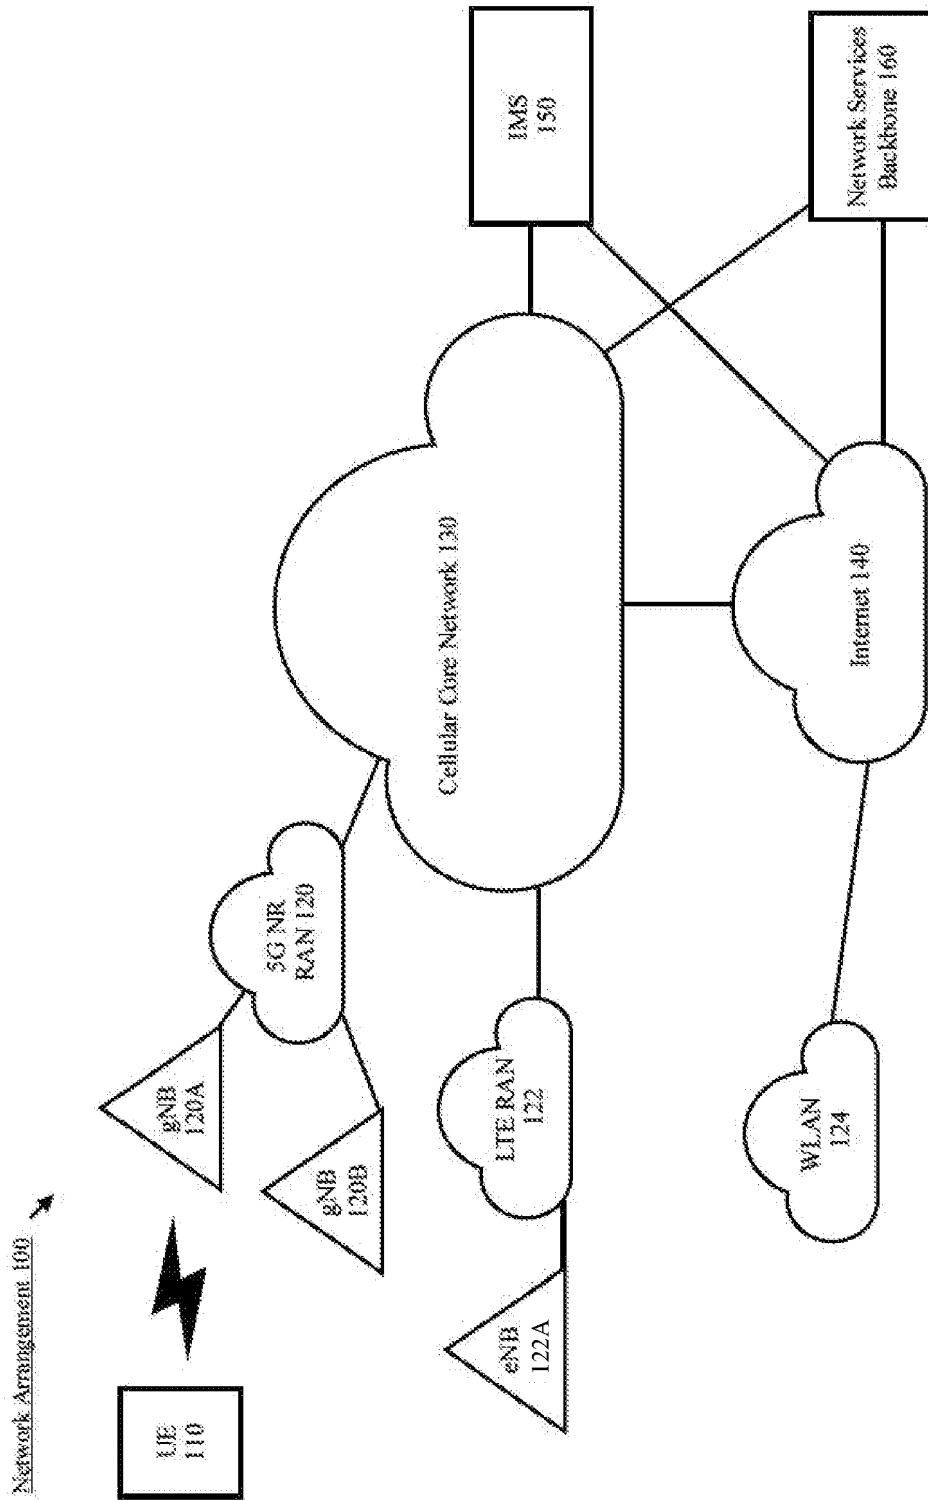 Network Arrangement 100
UE
110
gNB
120A
gNB
120B
5G NR
RAN 120
eNB
122A
LTE RAN
122
Cellular Core Network 130
IMS
150
WLAN
124
Internet 140
Network Services
Backbone 160